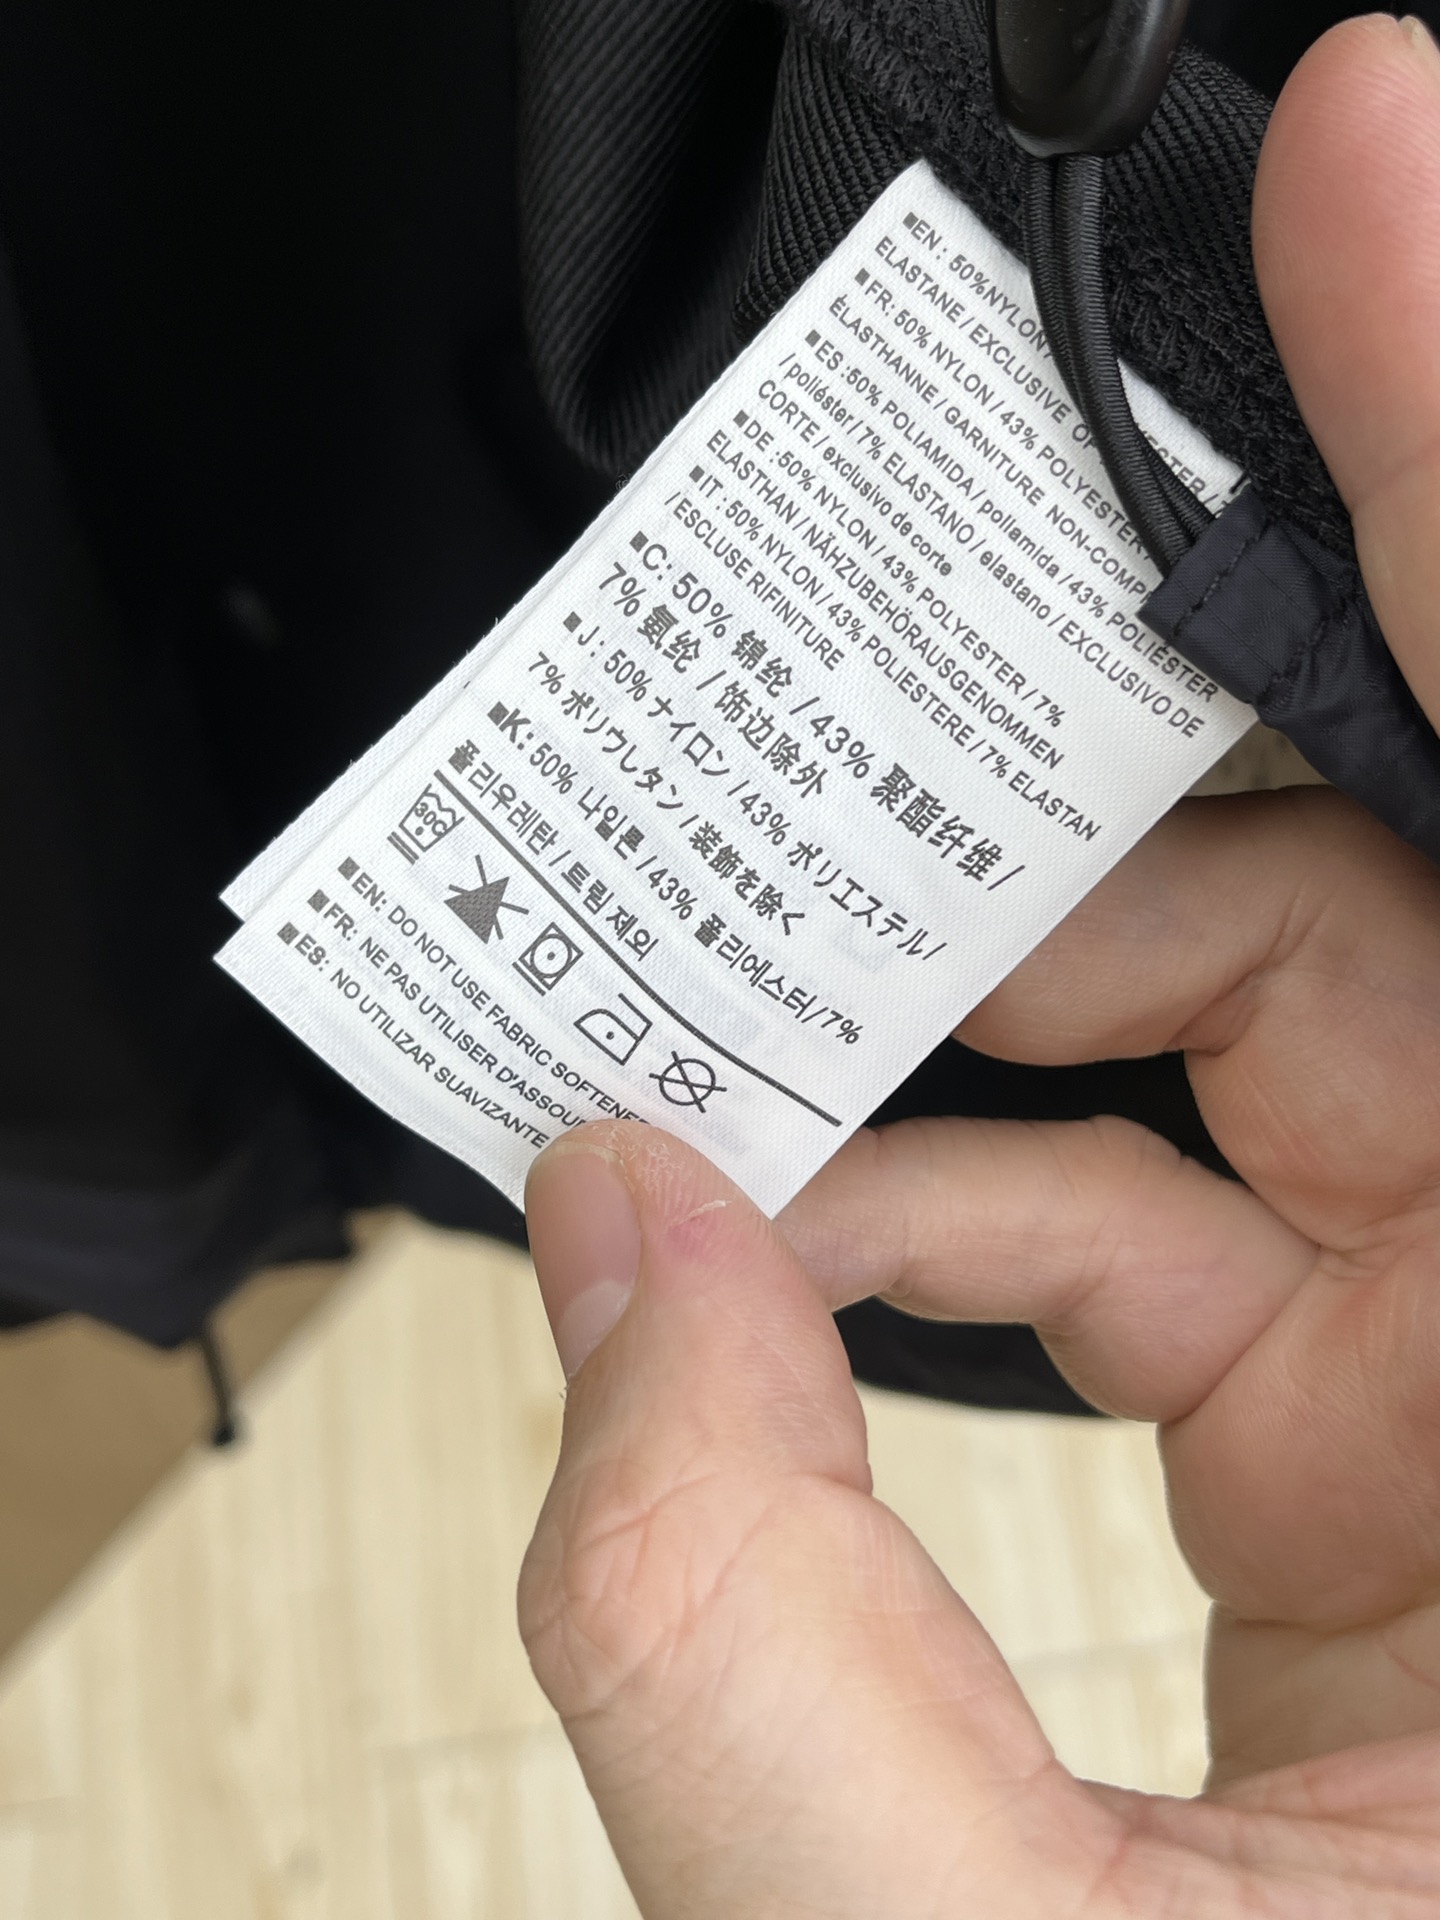 ■EN : 50%NYLON
ELASTANE / EXCLUSIVE OF
■FR: 50% NYLON / 43% POLYESTER /
ÉLASTHANNE / GARNITURE NON-COMPR
■ES :50% POLIAMIDA / poliamida / 43% POLIÉSTER
/ poliéster / 7% ELASTANO / elastano / EXCLUSIVO DE
CORTE / exclusivo de corte
■DE :50% NYLON / 43% POLYESTER / 7%
ELASTHAN / NÄHZUBEHÖRAUSGENOMMEN
■IT : 50% NYLON / 43% POLIESTERE / 7% ELASTAN
/ESCLUSE RIFINITURE
■C: 50% 锦纶 / 43% 聚酯纤维 /
7% 氨纶 / 饰边除外
■J : 50% ナイロン / 43% ポリエステル/
7% ポリウレタン / 装飾を除く
■K: 50% 나일론 / 43% 폴리에스터/7%
폴리우레탄 / 트림 제외
30C
■EN: DO NOT USE FABRIC SOFTENE
■FR: NE PAS UTILISER D'ASSOU
■ES: NO UTILIZAR SUAVIZANTE